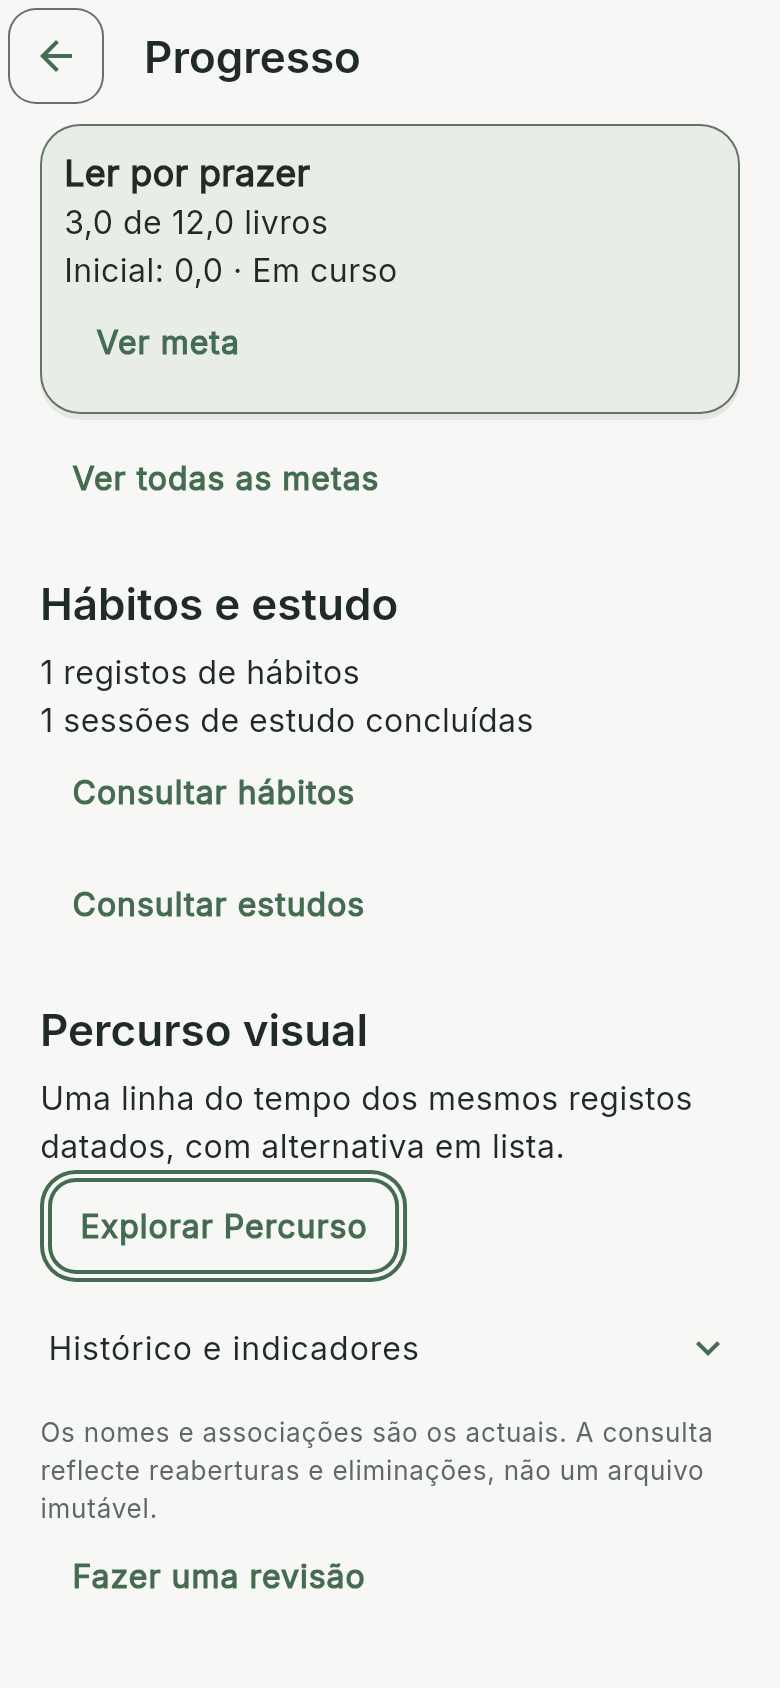 Progresso
Ler por prazer
3,0 de 12,0 livros
Inicial: 0,0 · Em curso
Ver meta
Ver todas as metas
Hábitos e estudo
1 registos de hábitos
1 sessões de estudo concluídas
Consultar hábitos
Consultar estudos
Percurso visual
Uma linha do tempo dos mesmos registos
datados, com alternativa em lista.
Explorar Percurso
Histórico e indicadores
Os nomes e associações são os actuais. A consulta
reflecte reaberturas e eliminações, não um arquivo
imutável.
Fazer uma revisão